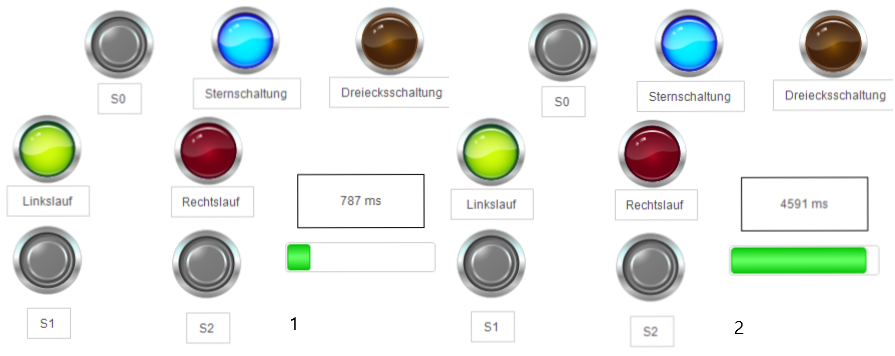 S0
Sternschaltung
Dreiecksschaltung
Linkslauf
Rechtslauf
787 ms
S1
S2
1
S0
Sternschaltung
Dreiecksschaltung
Linkslauf
Rechtslauf
4591 ms
S1
S2
2